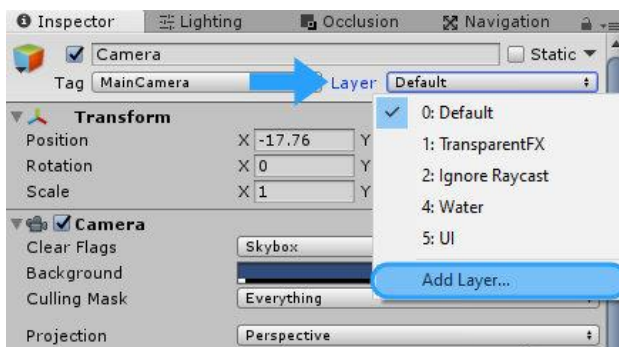 Inspector Lighting Occlusion Navigation
Camera Static
Tag MainCamera Layer Default
Transform
Position X -17.76 Y
Rotation X 0 Y
Scale X 1 Y
0: Default
1: TransparentFX
2: Ignore Raycast
4: Water
5: UI
Add Layer...
Camera
Clear Flags Skybox
Background
Culling Mask Everything
Projection Perspective